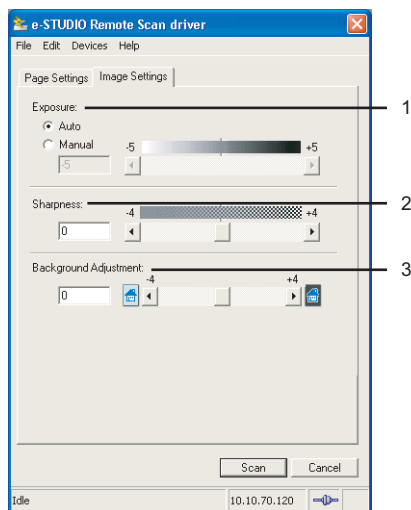 e-STUDIO Remote Scan driver
File Edit Devices Help
Page Settings Image Settings
Exposure: 1
Auto
Manual -5 +5
-5
Sharpness: 2
-4 +4
0
Background Adjustment: 3
-4 +4
0
Scan Cancel
Idle 10.10.70.120